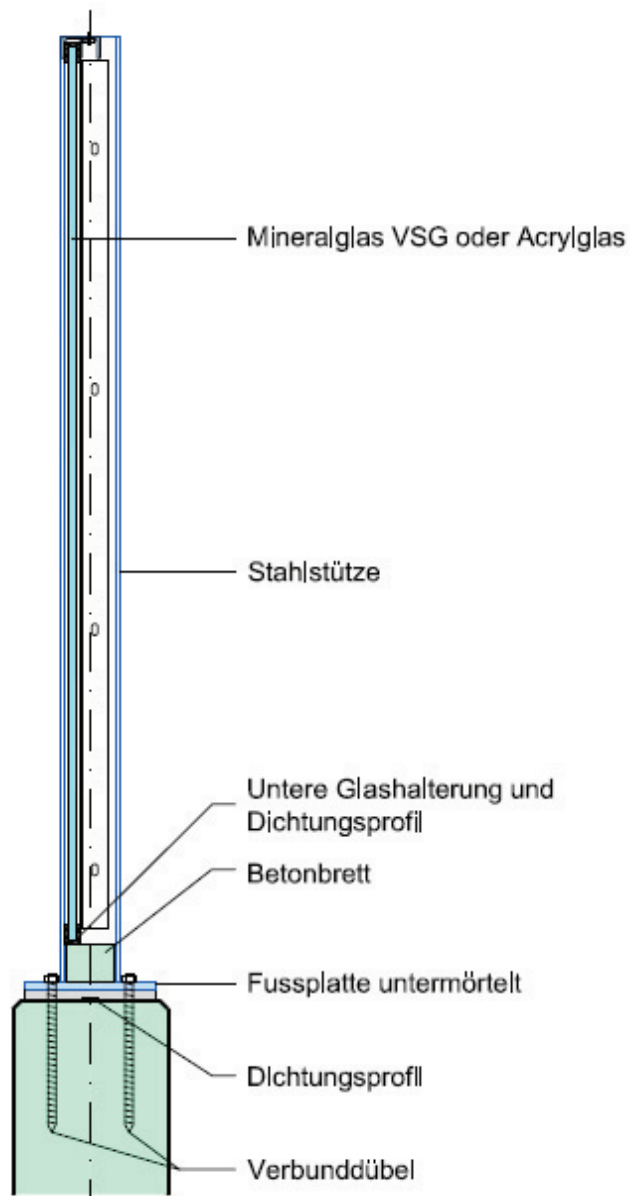 Mineralglas VSG oder Acrylglas
Stahlstütze
Untere Glashalterung und
Dichtungsprofil
Betonbrett
Fussplatte untermörtelt
Dichtungsprofil
Verbunddübel